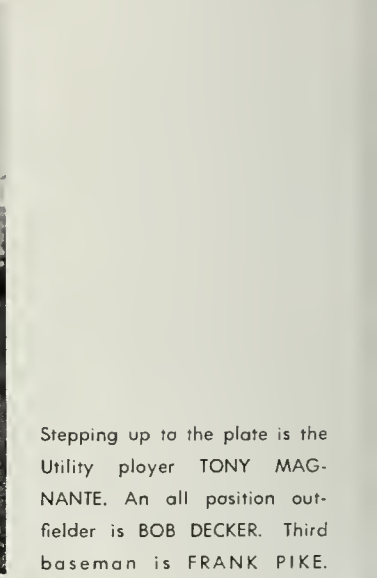 Stepping up to the plate is the
Utility ployer TONY MAG-
NANTE. An all position out-
fielder is BOB DECKER. Third
baseman is FRANK PIKE.